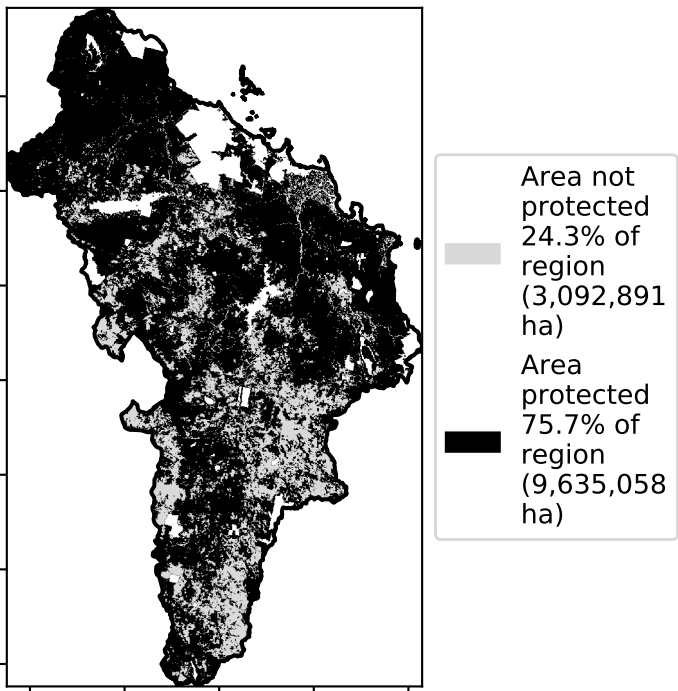 Area not
protected
24.3% of
region
(3,092,891
ha)
Area
protected
75.7% of
region
(9,635,058
ha)